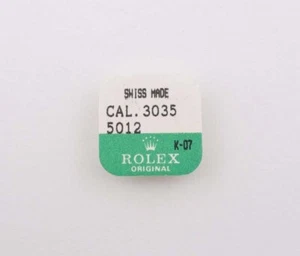 SWISS MADE
CAL. 3035
5012
K-07
ROLEX
ORIGINAL